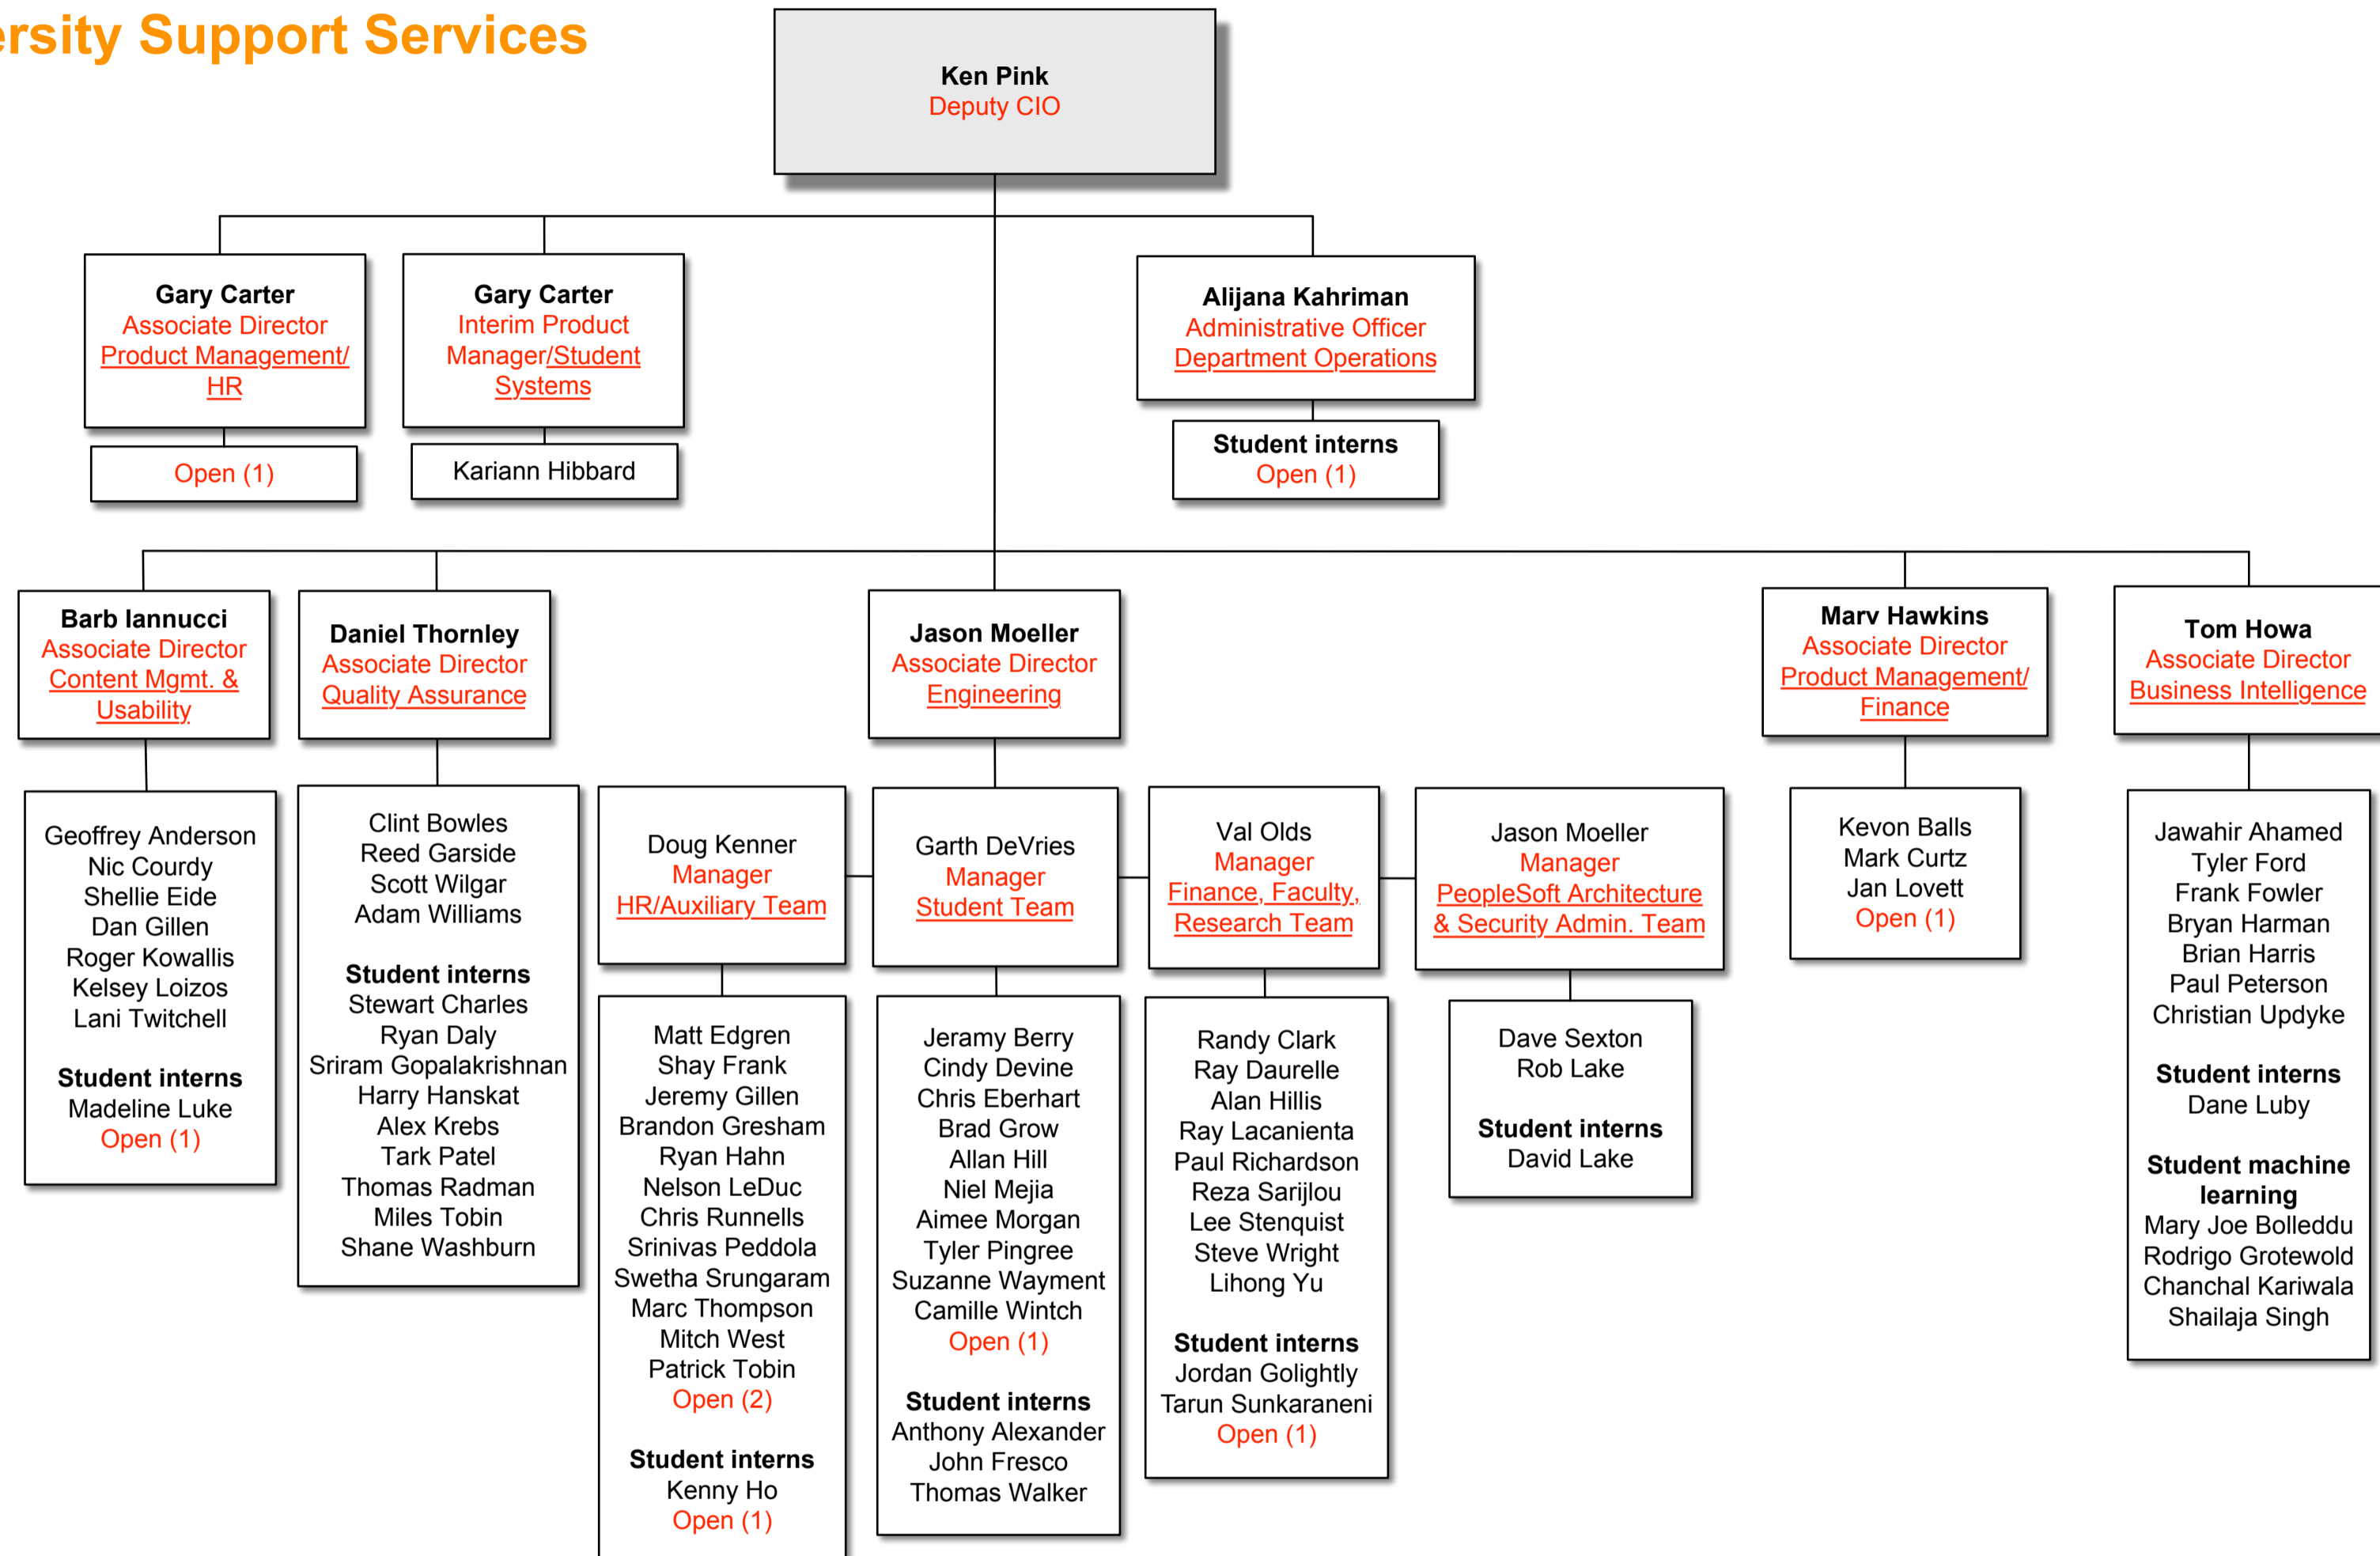 ersity Support Services
Ken Pink
Deputy CIO
Gary Carter
Associate Director
Product Management/
HR
Open (1)
Gary Carter
Interim Product
Manager/Student
Systems
Kariann Hibbard
Alijana Kahriman
Administrative Officer
Department Operations
Student interns
Open (1)
Barb Iannucci
Associate Director
Content Mgmt. &
Usability
Geoffrey Anderson
Nic Courdy
Shellie Eide
Dan Gillen
Roger Kowallis
Kelsey Loizos
Lani Twitchell
Student interns
Madeline Luke
Open (1)
Daniel Thornley
Associate Director
Quality Assurance
Clint Bowles
Reed Garside
Scott Wilgar
Adam Williams
Student interns
Stewart Charles
Ryan Daly
Sriram Gopalakrishnan
Harry Hanskat
Alex Krebs
Tark Patel
Thomas Radman
Miles Tobin
Shane Washburn
Jason Moeller
Associate Director
Engineering
Doug Kenner
Manager
HR/Auxiliary Team
Matt Edgren
Shay Frank
Jeremy Gillen
Brandon Gresham
Ryan Hahn
Nelson LeDuc
Chris Runnells
Srinivas Peddola
Swetha Srungaram
Marc Thompson
Mitch West
Patrick Tobin
Open (2)
Student interns
Kenny Ho
Open (1)
Garth DeVries
Manager
Student Team
Jeramy Berry
Cindy Devine
Chris Eberhart
Brad Grow
Allan Hill
Niel Mejia
Aimee Morgan
Tyler Pingree
Suzanne Wayment
Camille Wintch
Open (1)
Student interns
Anthony Alexander
John Fresco
Thomas Walker
Val Olds
Manager
Finance, Faculty,
Research Team
Randy Clark
Ray Daurelle
Alan Hillis
Ray Lacanienta
Paul Richardson
Reza Sarijlou
Lee Stenquist
Steve Wright
Lihong Yu
Student interns
Jordan Golightly
Tarun Sunkaraneni
Open (1)
Jason Moeller
Manager
PeopleSoft Architecture
& Security Admin. Team
Dave Sexton
Rob Lake
Student interns
David Lake
Marv Hawkins
Associate Director
Product Management/
Finance
Kevon Balls
Mark Curtz
Jan Lovett
Open (1)
Tom Howa
Associate Director
Business Intelligence
Jawahir Ahamed
Tyler Ford
Frank Fowler
Bryan Harman
Brian Harris
Paul Peterson
Christian Updyke
Student interns
Dane Luby
Student machine
learning
Mary Joe Bolleddu
Rodrigo Grotewold
Chanchal Kariwala
Shailaja Singh